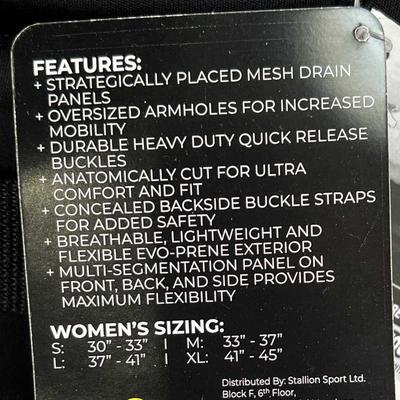 FEATURES:
+ STRATEGICALLY PLACED MESH DRAIN
PANELS
+ OVERSIZED ARMHOLES FOR INCREASED
MOBILITY
+ DURABLE HEAVY DUTY QUICK RELEASE
BUCKLES
+ ANATOMICALLY CUT FOR ULTRA
COMFORT AND FIT
+ CONCEALED BACKSIDE BUCKLE STRAPS
FOR ADDED SAFETY
+ BREATHABLE, LIGHTWEIGHT AND
FLEXIBLE EVO-PRENE EXTERIOR
+ MULTI-SEGMENTATION PANEL ON
FRONT, BACK, AND SIDE PROVIDES
MAXIMUM FLEXIBILITY
WOMEN'S SIZING:
S: 30" - 33" | M: 33" - 37"
L: 37" - 41" | XL: 41" - 45"
Distributed By: Stallion Sport Ltd.
Block F, 6th Floor,